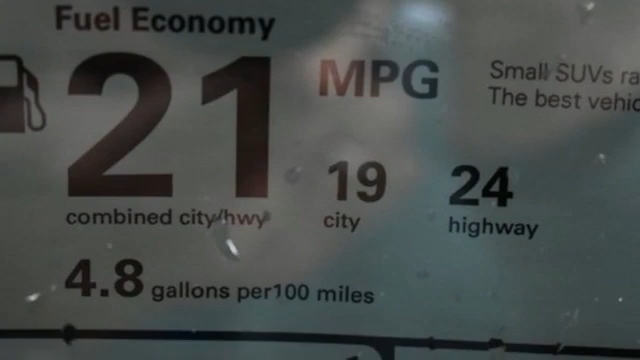 Fuel Economy
21 MPG
Small SUVs ra
The best vehic
combined city/hwy
19
city
24
highway
4.8 gallons per100 miles